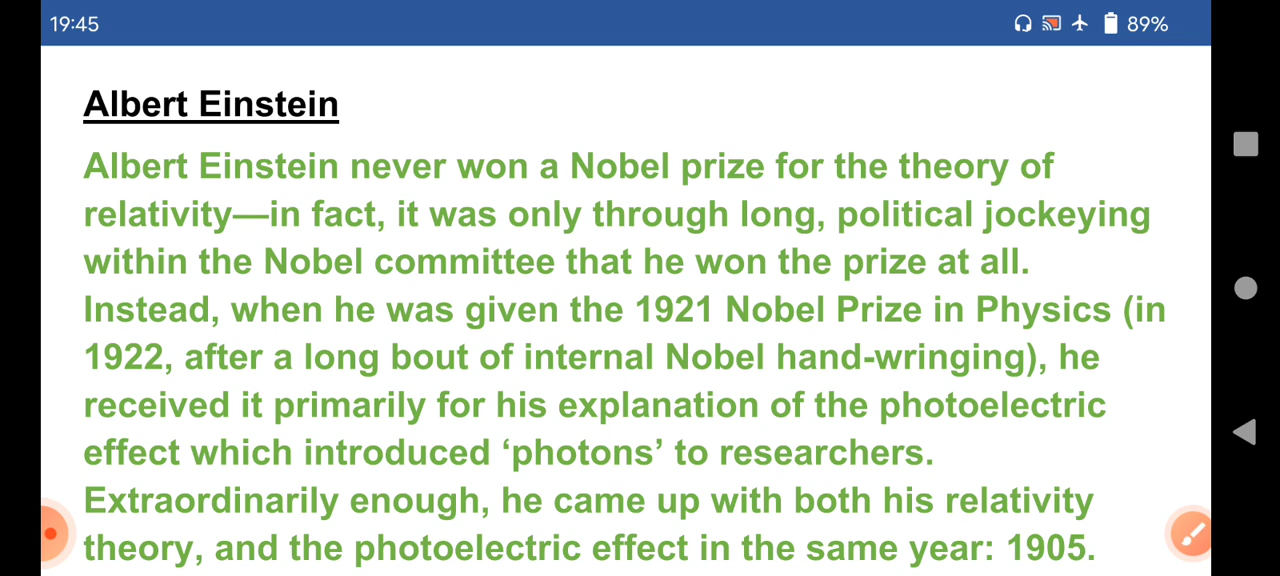 19:45
89%
Albert Einstein
Albert Einstein never won a Nobel prize for the theory of
relativity—in fact, it was only through long, political jockeying
within the Nobel committee that he won the prize at all.
Instead, when he was given the 1921 Nobel Prize in Physics (in
1922, after a long bout of internal Nobel hand-wringing), he
received it primarily for his explanation of the photoelectric
effect which introduced ‘photons’ to researchers.
Extraordinarily enough, he came up with both his relativity
theory, and the photoelectric effect in the same year: 1905.